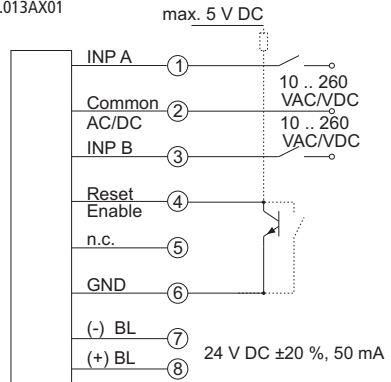 .013AX01
max. 5 V DC
INP A
1
10 .. 260
VAC/VDC
Common
AC/DC
2
10 .. 260
VAC/VDC
INP B
3
Reset
Enable
4
n.c.
5
GND
6
(-) BL
7
(+) BL
8
24 V DC ±20 %, 50 mA